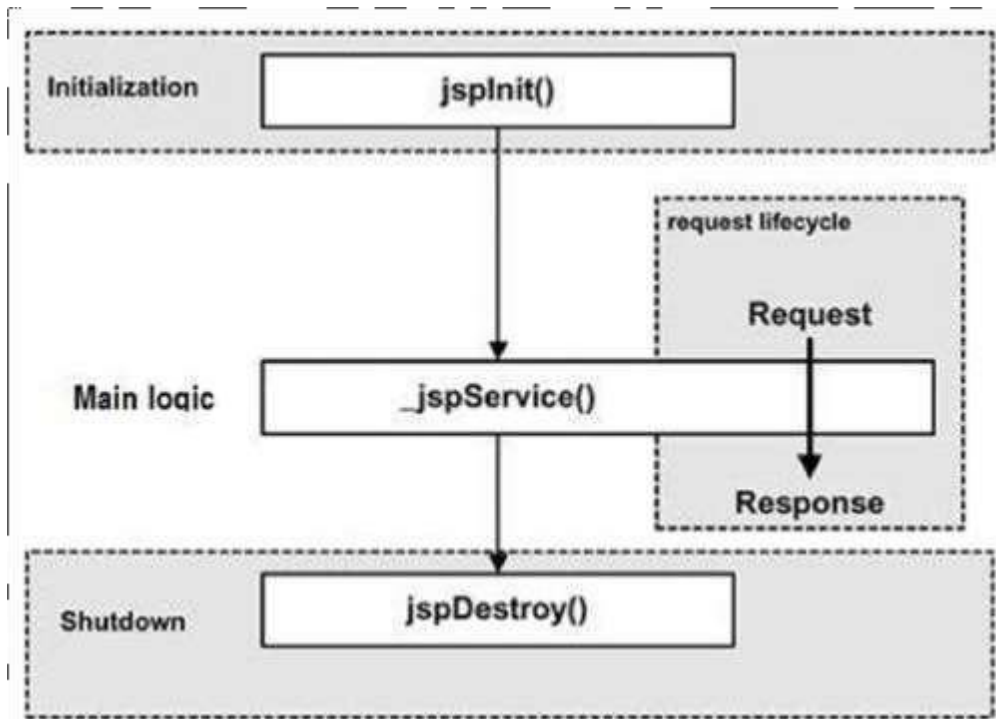 Initialization
jspInit()
request lifecycle
Request
Main logic
_jspService()
Response
Shutdown
jspDestroy()